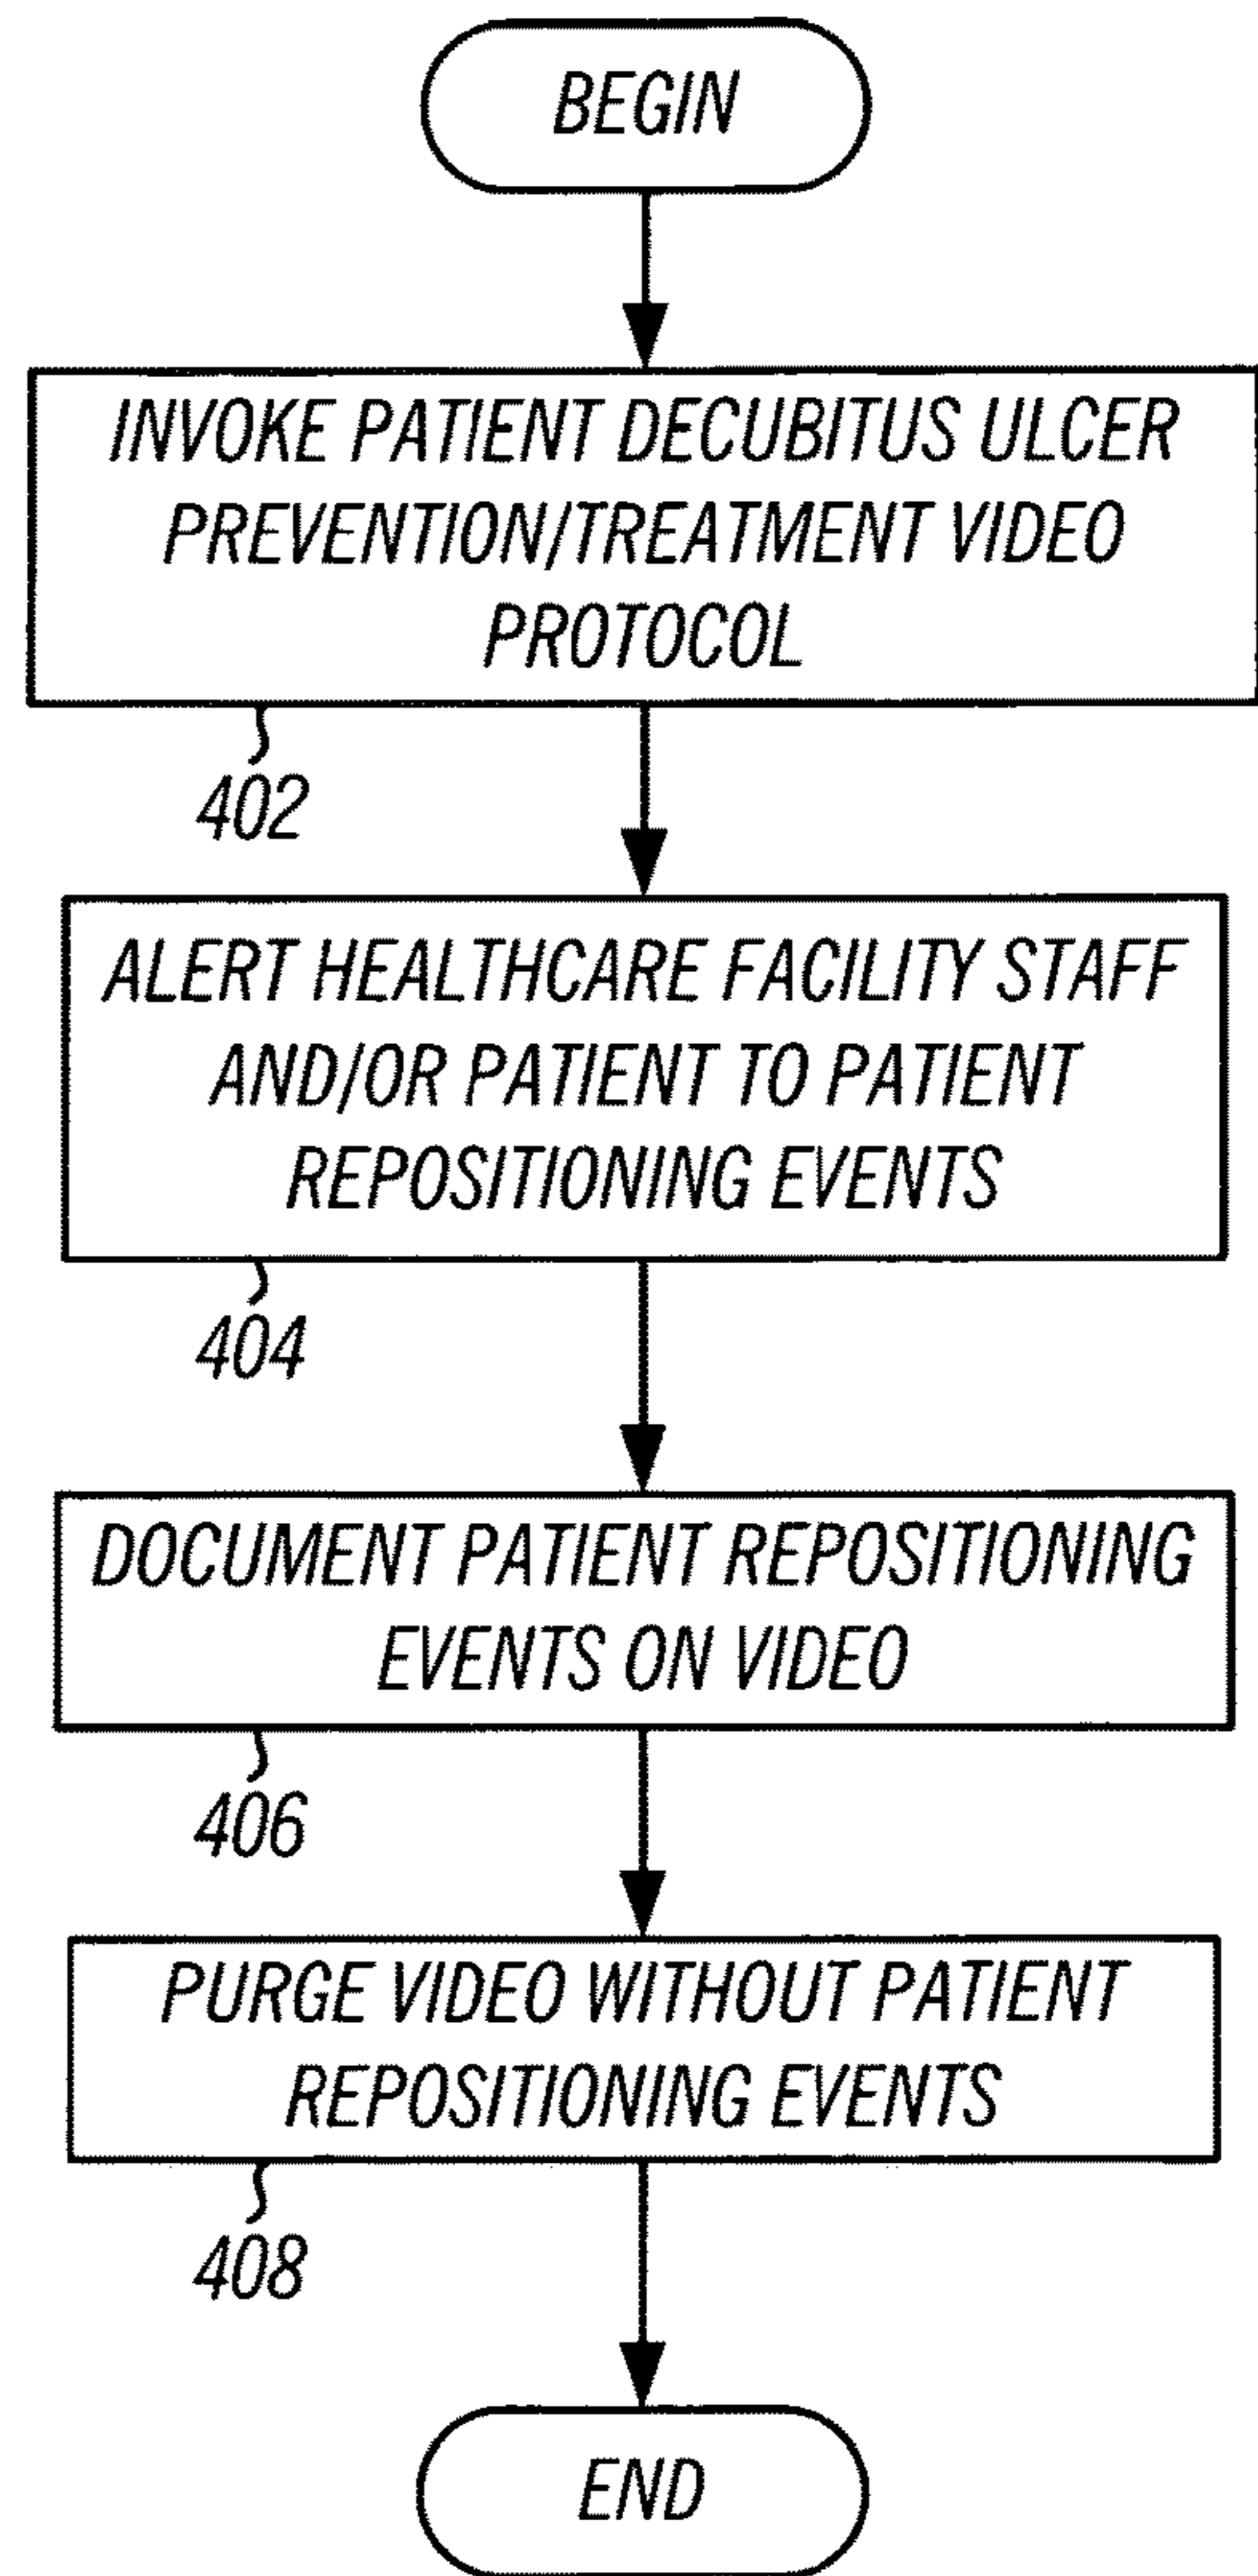 BEGIN
INVOKE PATIENT DECUBITUS ULCER
PREVENTION/TREATMENT VIDEO
PROTOCOL
402
ALERT HEALTHCARE FACILITY STAFF
AND/OR PATIENT TO PATIENT
REPOSITIONING EVENTS
404
DOCUMENT PATIENT REPOSITIONING
EVENTS ON VIDEO
406
PURGE VIDEO WITHOUT PATIENT
REPOSITIONING EVENTS
408
END